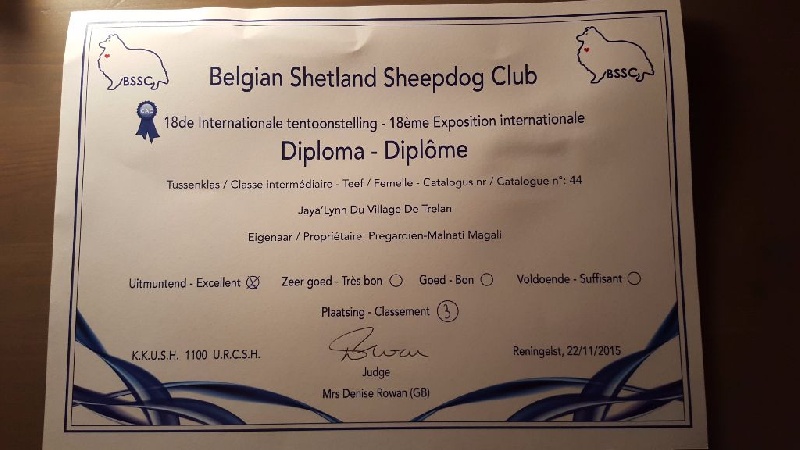 BSSC
BSSC
Belgian Shetland Sheepdog Club
18de Internationale tentoonstelling - 18ème Exposition internationale
Diploma - Diplôme
Tussenklas / Classe intermédiaire - Teef / Femelle - Catalogus nr / Catalogue n°: 44
Jaya'Lynn Du Village De Trelan
Eigenaar / Propriétaire Pregardien-Malnati Magali
Uitmuntend - Excellent Zeer goed - Très bon Goed - Bon Voldoende - Suffisant
Plaatsing - Classement 3
Rowan
K.K.U.S.H. 1100 U.R.C.S.H. Reningelst, 22/11/2015
Judge
Mrs Denise Rowan (GB)